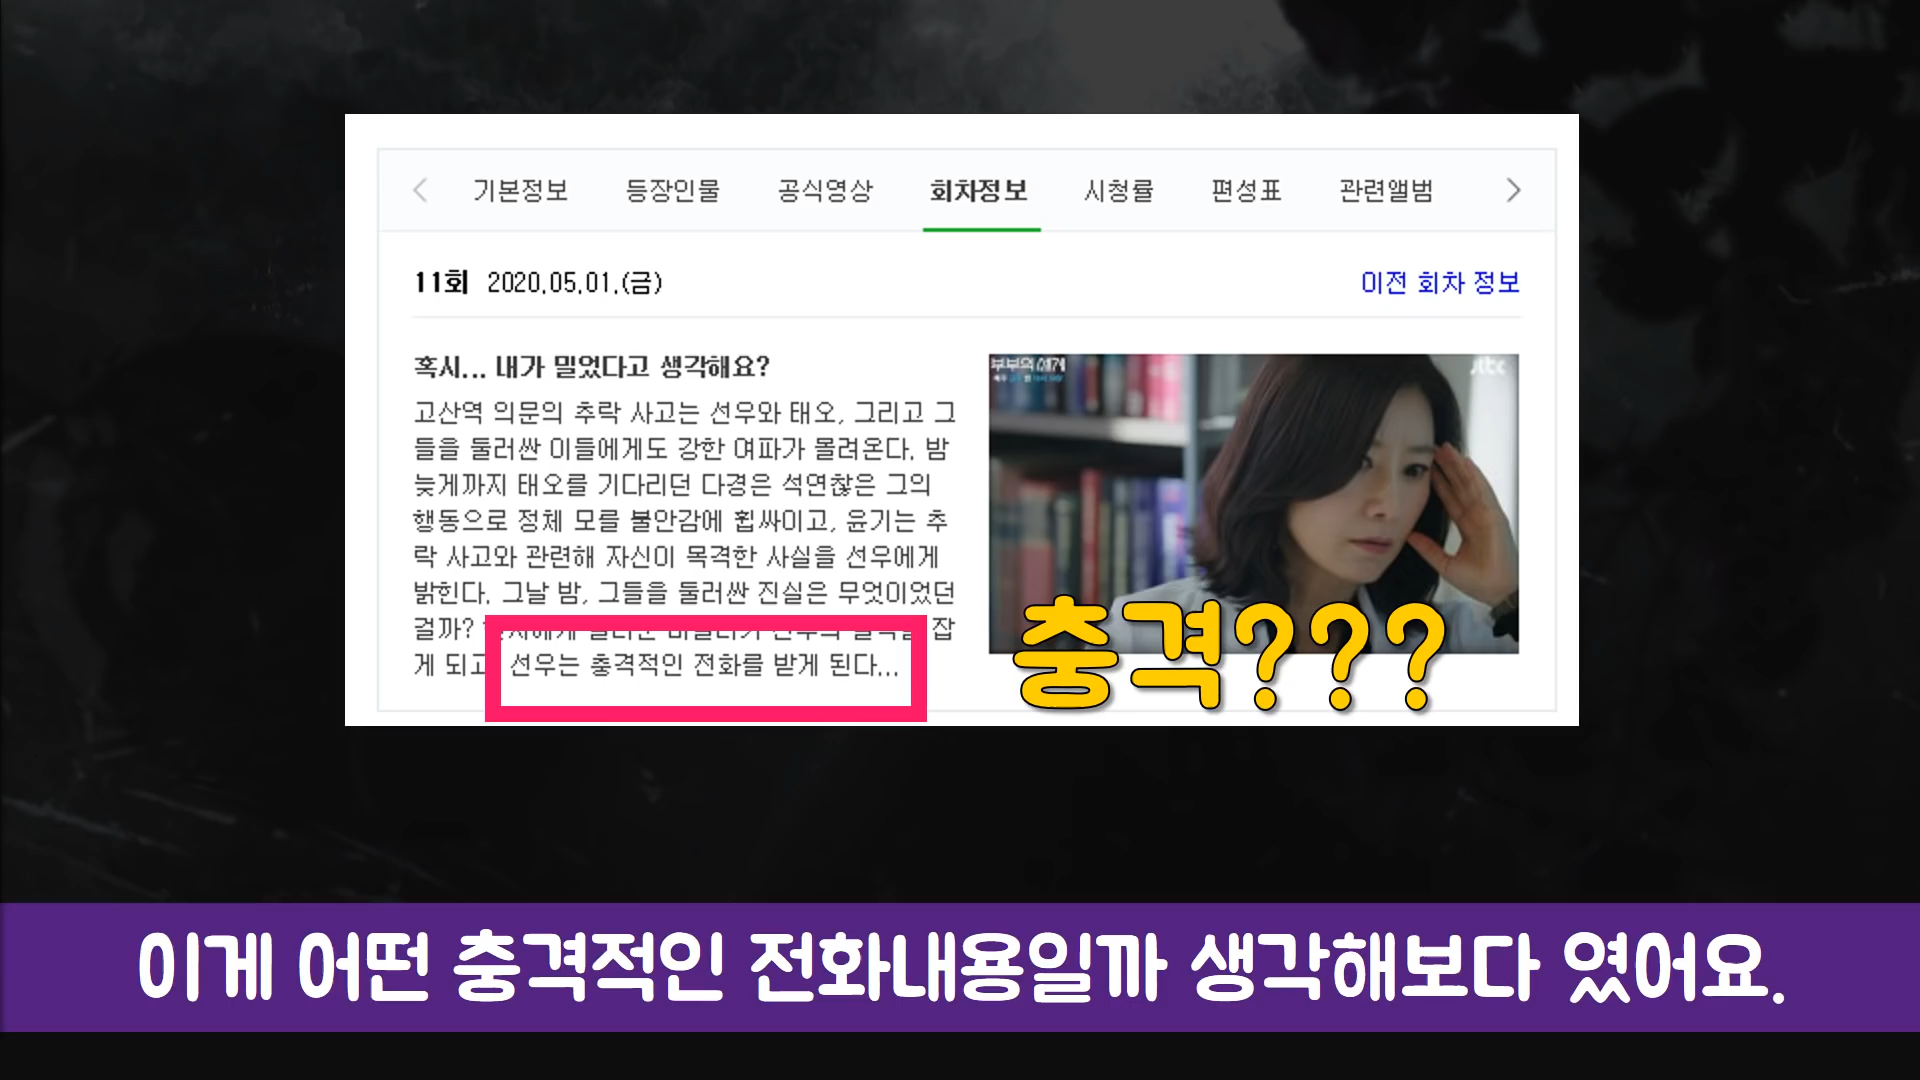 기본정보 등장인물 공식영상 회차정보 시청률 편성표 관련앨범
11회 2020.05.01.(금)
이전 회차 정보
혹시... 내가 밀었다고 생각해요?
고산역 의문의 추락 사고는 선우와 태오, 그리고 그
들을 둘러싼 이들에게도 강한 여파가 몰려온다. 밤
늦게까지 태오를 기다리던 다경은 석연찮은 그의
행동으로 정체 모를 불안감에 휩싸이고, 윤기는 추
락 사고와 관련해 자신이 목격한 사실을 선우에게
밝힌다. 그날 밤, 그들을 둘러싼 진실은 무엇이었던
걸까? 잡
게 되고 선우는 충격적인 전화를 받게 된다...
부부의 세계
jtbc
충격???
이게 어떤 충격적인 전화내용일까 생각해보다 였어요.